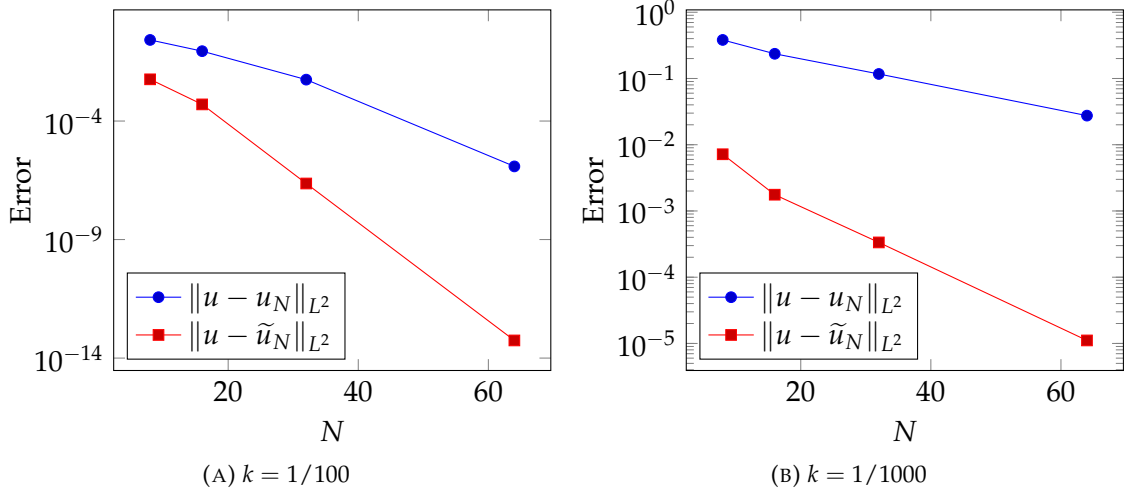 Error
10^{-4}
10^{-9}
10^{-14}
20
40
60
N
‖u − u_N‖_{L^2}
‖u − ũ_N‖_{L^2}
(A) k = 1/100
Error
10^0
10^{-1}
10^{-2}
10^{-3}
10^{-4}
10^{-5}
20
40
60
N
‖u − u_N‖_{L^2}
‖u − ũ_N‖_{L^2}
(B) k = 1/1000